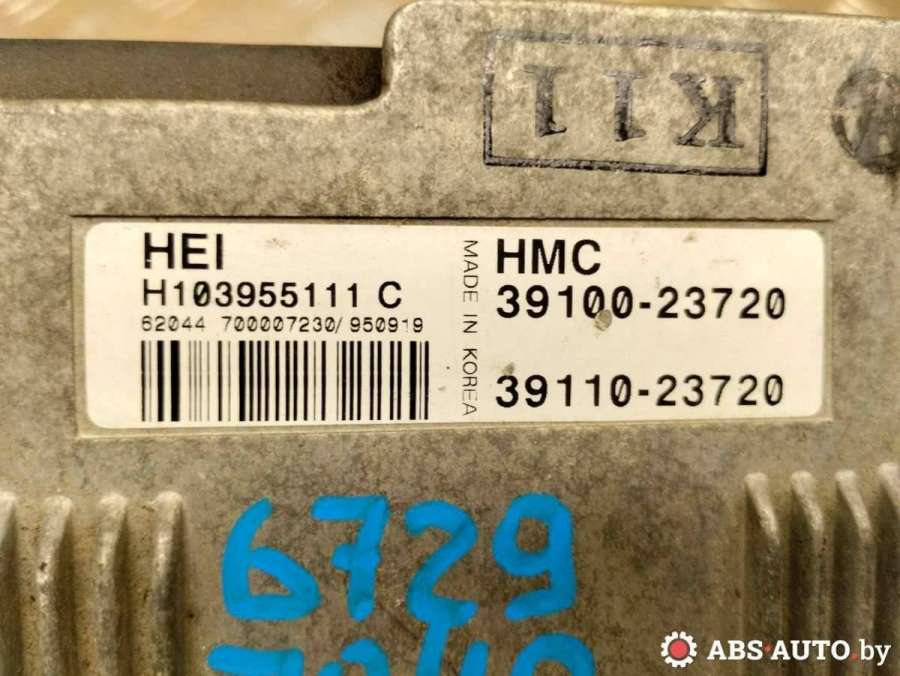 K11
HEI
H103955111 C
62044 700007230/ 950919
MADE IN KOREA
HMC
39100-23720
39110-23720
6729
ABS•AUTO.by